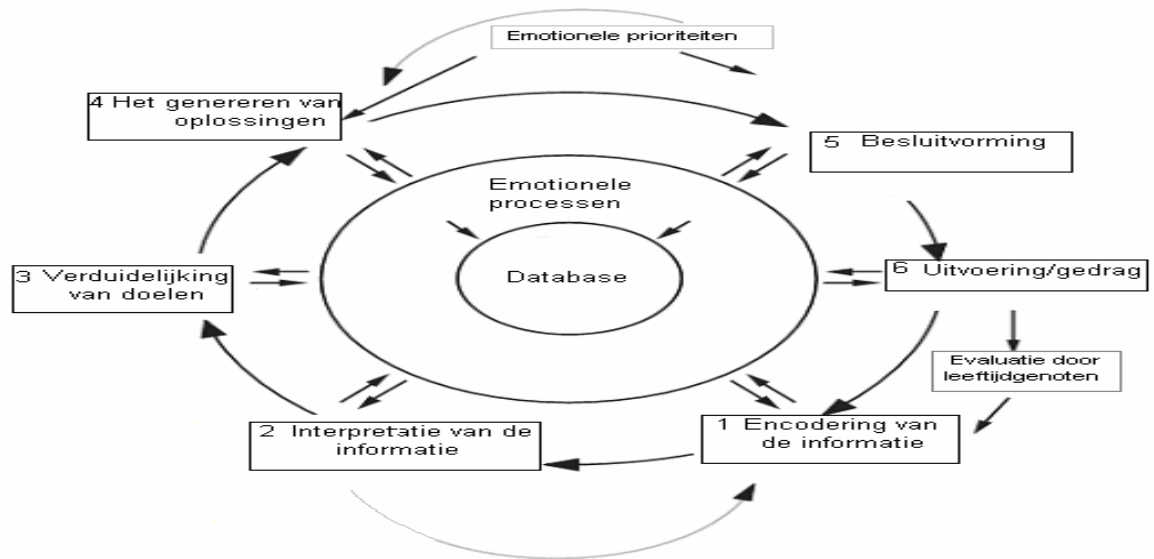 Emotionele prioriteiten
4 Het genereren van
oplossingen
5 Besluitvorming
Emotionele
processen
3 Verduidelijking
van doelen
Database
6 Uitvoering/gedrag
Evaluatie door
leeftijdgenoten
2 Interpretatie van de
informatie
1 Encodering van
de informatie